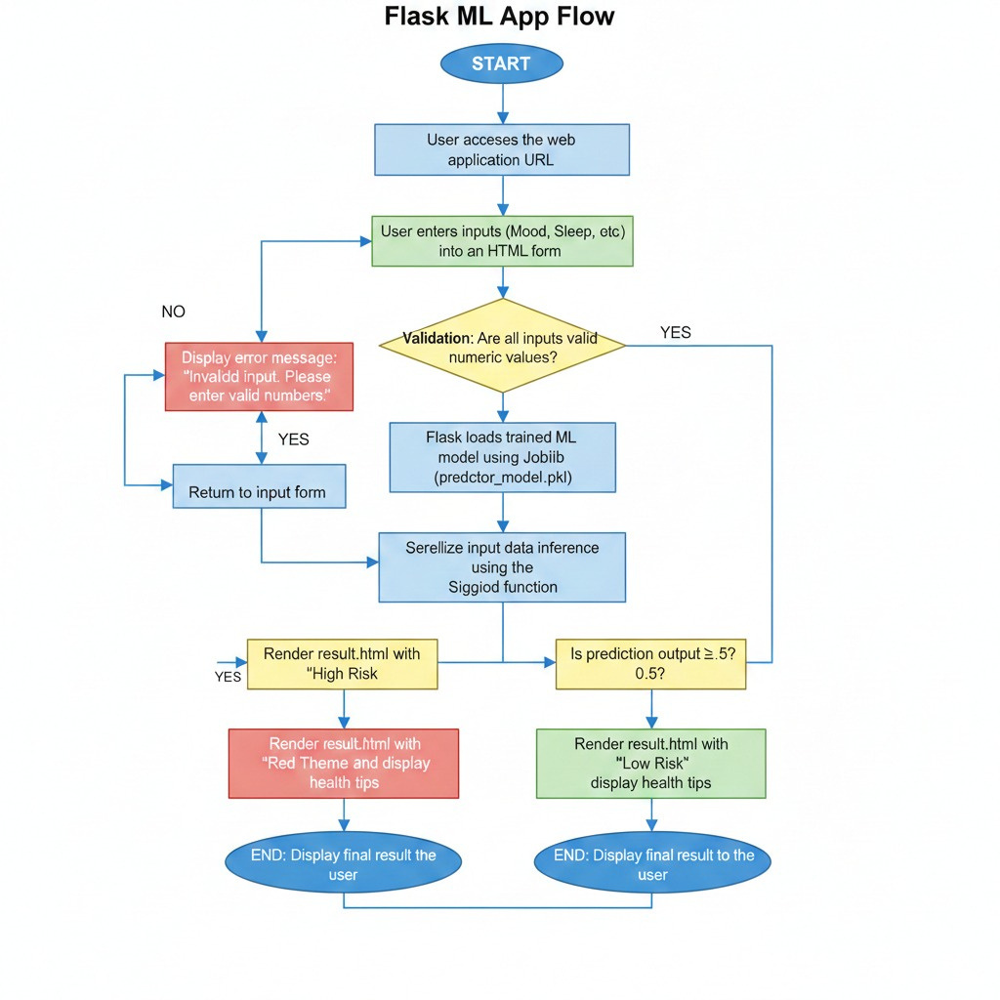 Flask ML App Flow
START
User acceses the web
application URL
User enters inputs (Mood, Sleep, etc)
into an HTML form
NO
Validation: Are all inputs valid
numeric values?
YES
Display error message:
"Invaldd input. Please
enter valid numbers."
YES
Flask loads trained ML
model using Jobiib
(predctor_model.pkl)
Return to input form
Serellize input data inference
using the
Siggiod function
YES
Render result.html with
"High Risk
Is prediction output ≥.5?
0.5?
Render result.html with
"Red Theme and display
health tips
Render result.html with
"Low Risk"
display health tips
END: Display final result the
user
END: Display final result to the
user